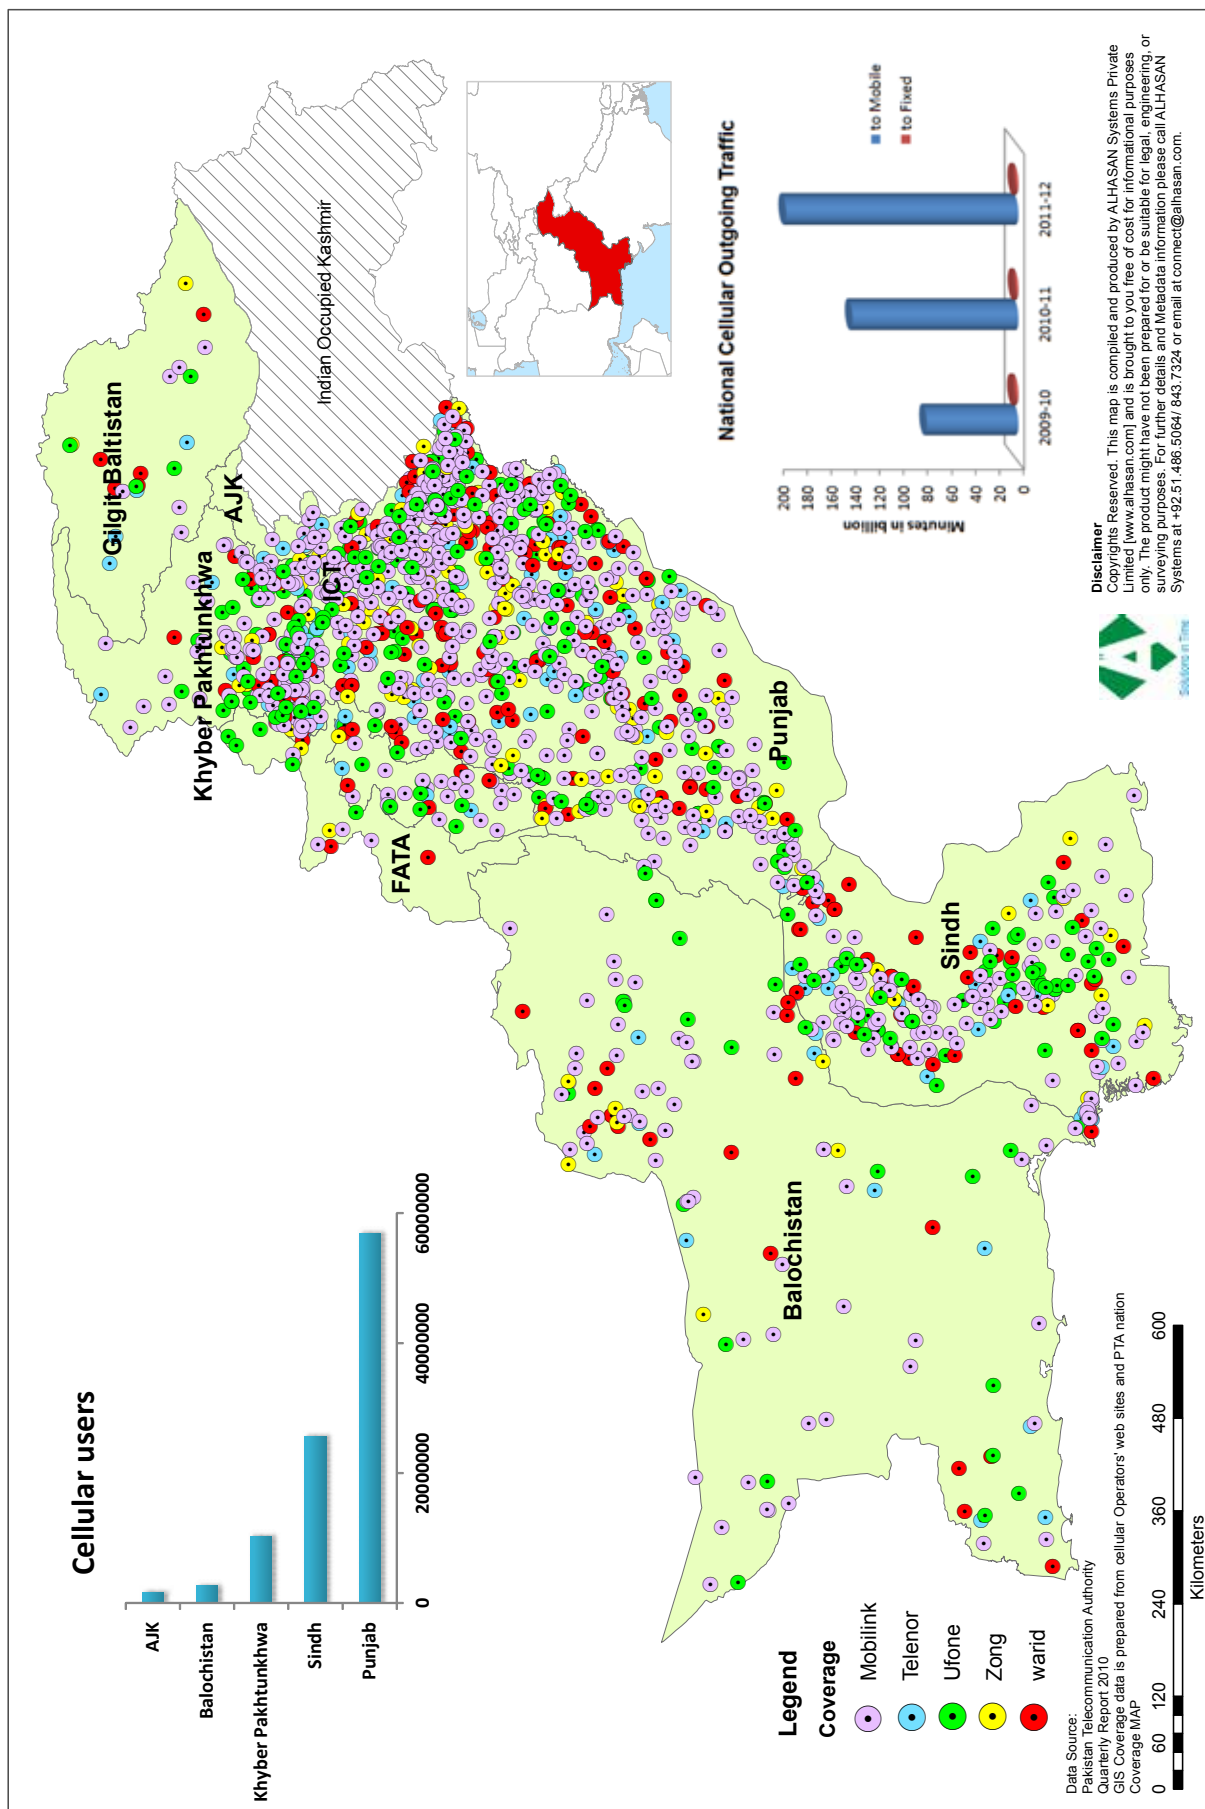 Cellular users
AJK
Balochistan
Khyber Pakhtunkhwa
Sindh
Punjab
0
20000000
40000000
60000000
Gilgit Baltistan
AJK
Khyber Pakhtunkhwa
ICT
FATA
Indian Occupied Kashmir
Punjab
Sindh
Balochistan
National Cellular Outgoing Traffic
Minutes in billion
200
180
160
140
120
100
80
60
40
20
0
2009-10
2010-11
2011-12
to Mobile
to Fixed
Legend
Coverage
Mobilink
Telenor
Ufone
Zong
warid
Data Source:
Pakistan Telecommunication Authority
Quarterly Report 2010
GIS Coverage data is prepared from cellular Operators' web sites and PTA nation
Coverage MAP
0 60 120 240 360 480 600
Kilometers
Solutions in Time
Disclaimer
Copyrights Reserved. This map is compiled and produced by ALHASAN Systems Private
Limited [www.alhasan.com] and is brought to you free of cost for informational purposes
only. The product might have not been prepared for or be suitable for legal, engineering, or
surveying purposes. For further details and Metadata information please call ALHASAN
Systems at +92.51.486.5064/ 843.7324 or email at connect@alhasan.com.